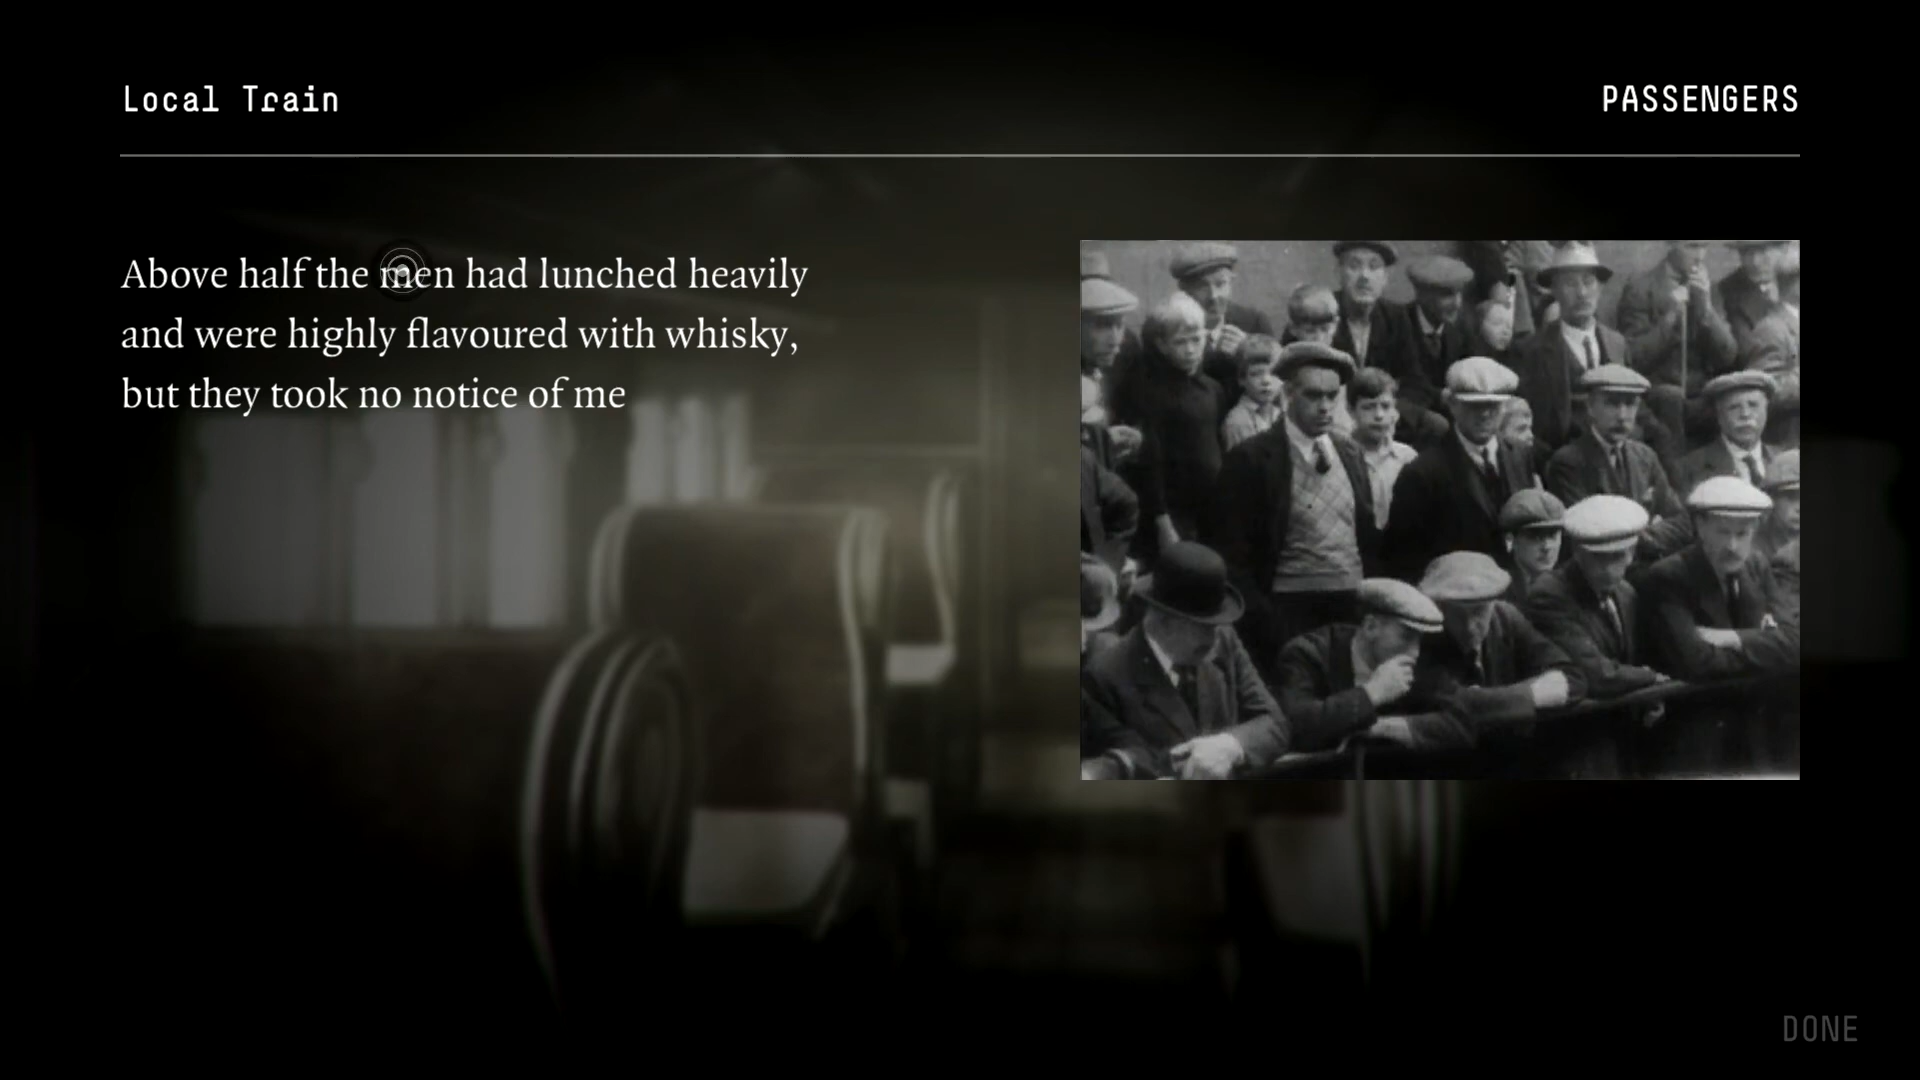 Local Train
PASSENGERS
Above half the men had lunched heavily
and were highly flavoured with whisky,
but they took no notice of me
DONE